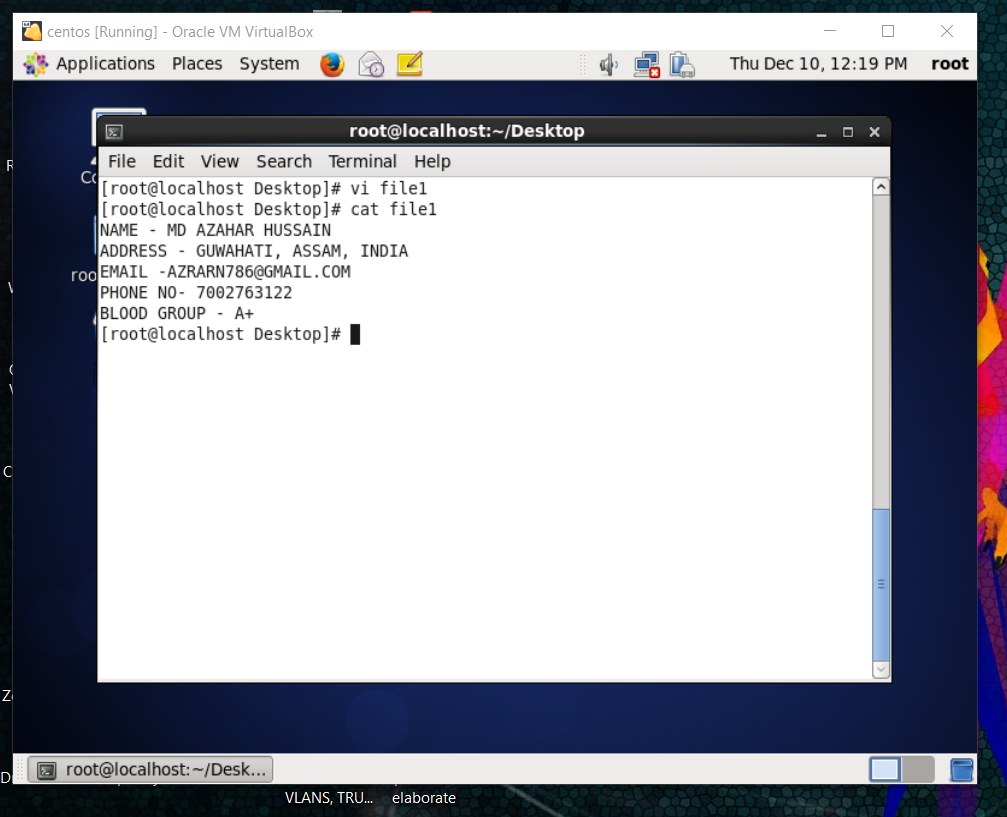 centos [Running] - Oracle VM VirtualBox
Applications Places System Thu Dec 10, 12:19 PM root
root@localhost:~/Desktop
File Edit View Search Terminal Help
[root@localhost Desktop]# vi file1
[root@localhost Desktop]# cat file1
NAME - MD AZAHAR HUSSAIN
ADDRESS - GUWAHATI, ASSAM, INDIA
EMAIL -AZRARN786@GMAIL.COM
PHONE NO- 7002763122
BLOOD GROUP - A+
[root@localhost Desktop]#
root@localhost:~/Desk...
VLANS, TRU... elaborate